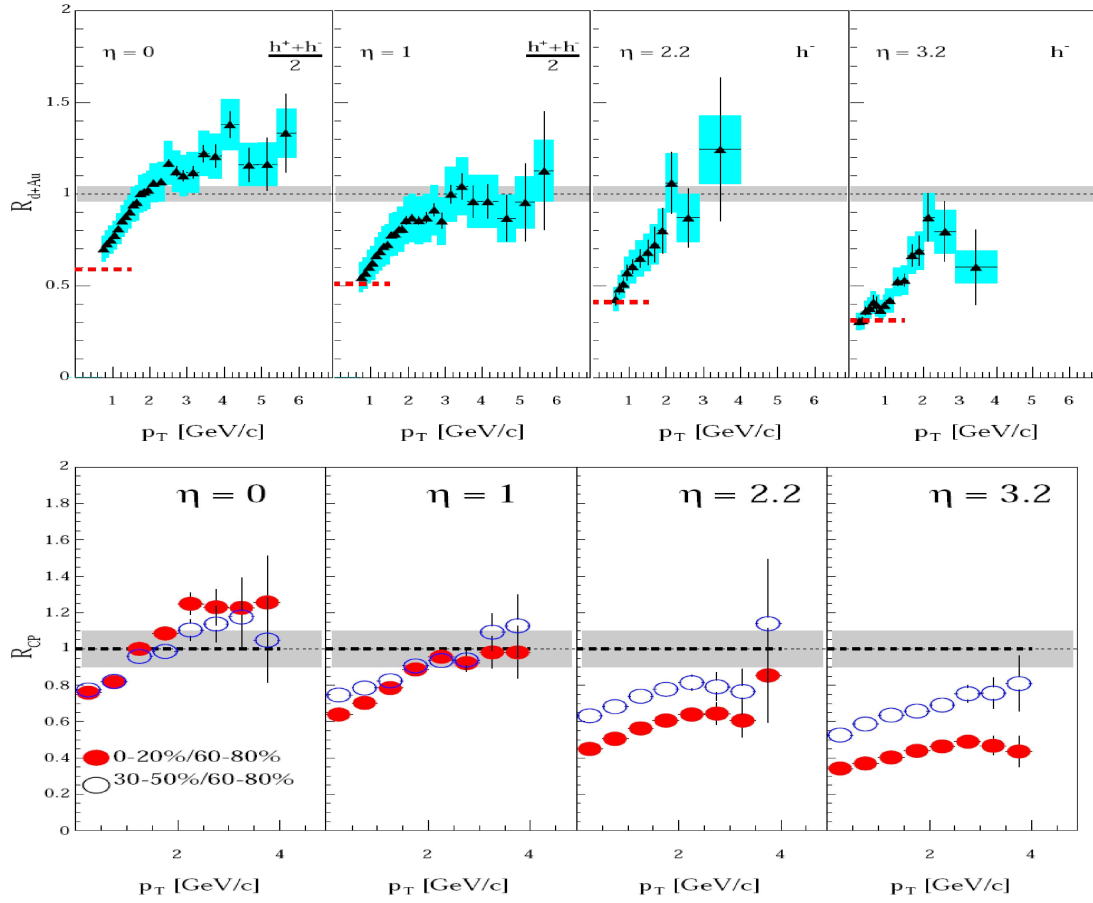 2
η = 0
h⁺+h⁻
2
η = 1
h⁺+h⁻
2
η = 2.2
h⁻
η = 3.2
h⁻
1.5
1
0.5
0
R_{d+Au}
1 2 3 4 5 6
1 2 3 4 5 6
1 2 3 4 5 6
1 2 3 4 5 6
p_T [GeV/c]
p_T [GeV/c]
p_T [GeV/c]
p_T [GeV/c]
2
η = 0
η = 1
η = 2.2
η = 3.2
1.8
1.6
1.4
1.2
1
0.8
0.6
0.4
0.2
0
R_{CP}
0-20%/60-80%
30-50%/60-80%
2 4
2 4
2 4
2 4
p_T [GeV/c]
p_T [GeV/c]
p_T [GeV/c]
p_T [GeV/c]